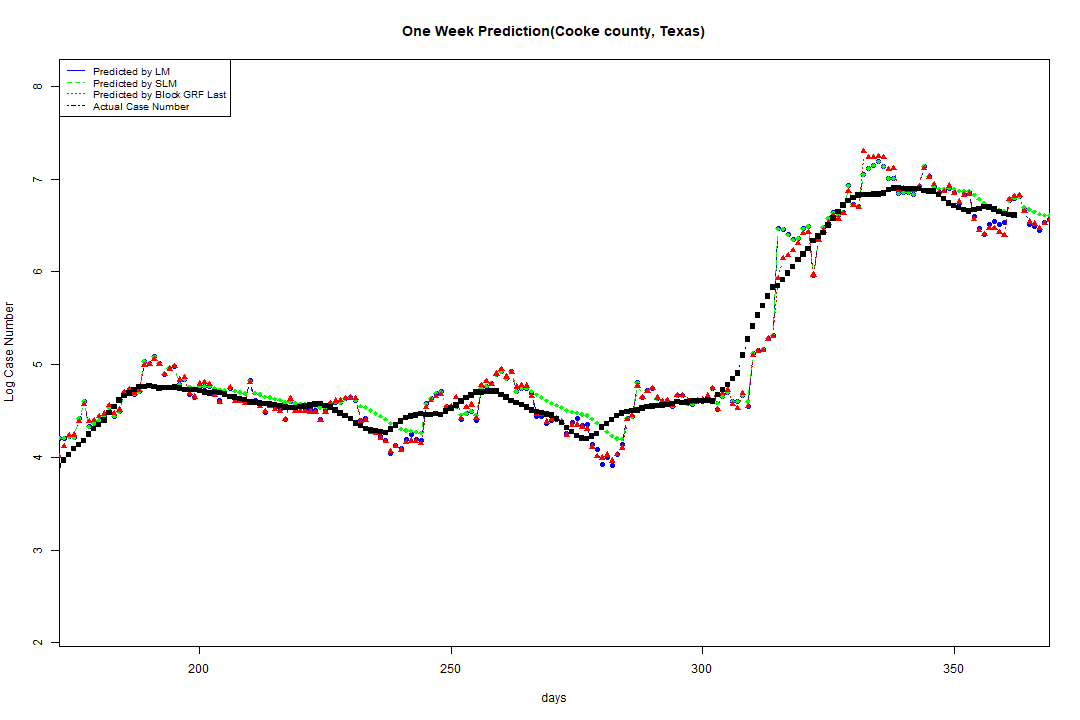 One Week Prediction(Cooke county, Texas)
Predicted by LM
Predicted by SLM
Predicted by Block GRF Last
Actual Case Number
8
7
6
5
4
3
2
Log Case Number
200 250 300 350
days